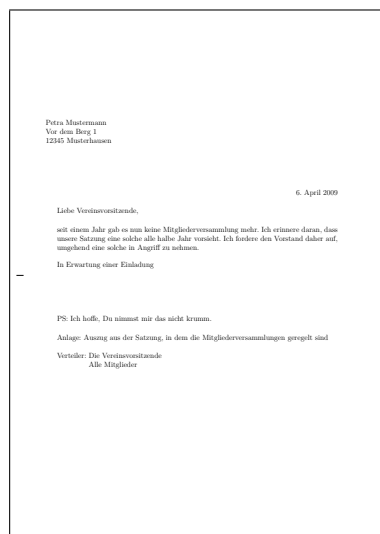 Petra Mustermann
Vor dem Berg 1
12345 Musterhausen
6. April 2009
Liebe Vereinsvorsitzende,
seit einem Jahr gab es nun keine Mitgliederversammlung mehr. Ich erinnere daran, dass
unsere Satzung eine solche alle halbe Jahr vorsieht. Ich fordere den Vorstand daher auf,
umgehend eine solche in Angriff zu nehmen.
In Erwartung einer Einladung
PS: Ich hoffe, Du nimmst mir das nicht krumm.
Anlage: Auszug aus der Satzung, in dem die Mitgliederversammlungen geregelt sind
Verteiler: Die Vereinsvorsitzende
Alle Mitglieder